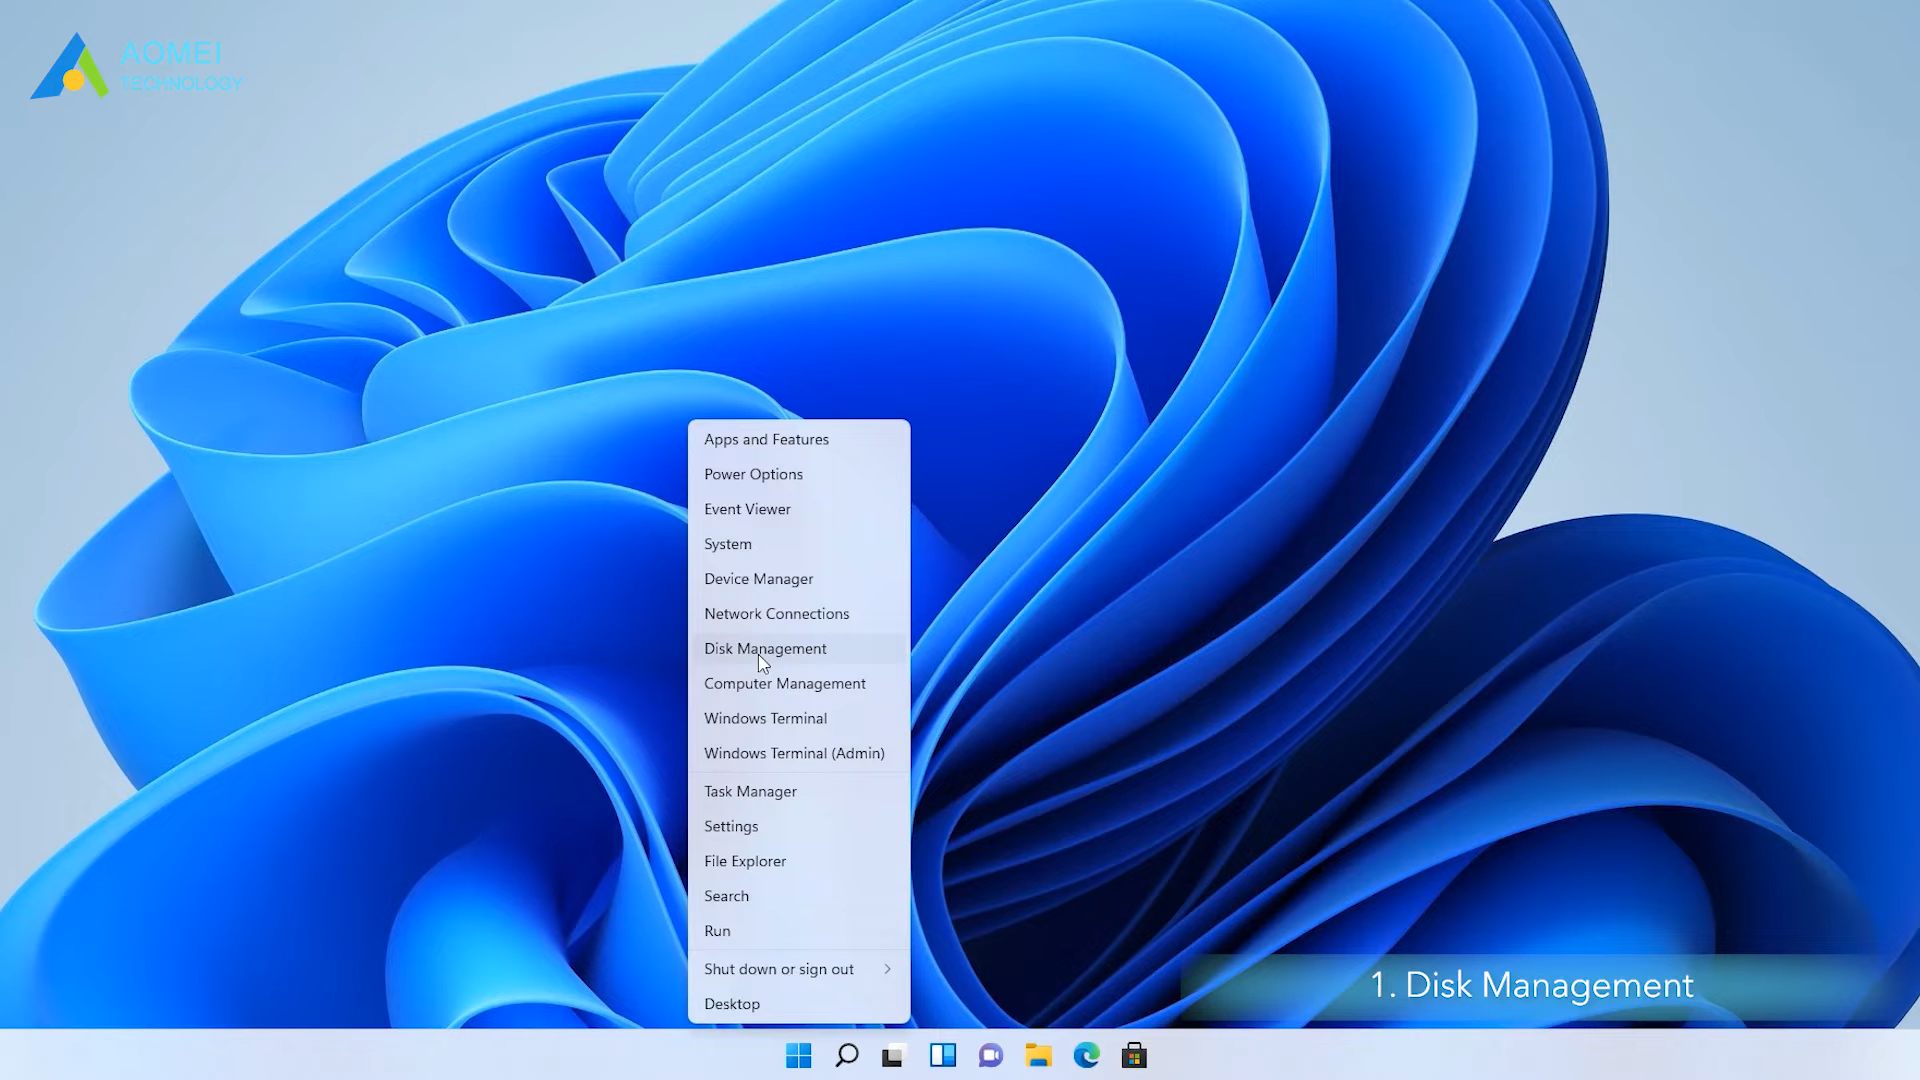 AOMEI
TECHNOLOGY
Apps and Features
Power Options
Event Viewer
System
Device Manager
Network Connections
Disk Management
Computer Management
Windows Terminal
Windows Terminal (Admin)
Task Manager
Settings
File Explorer
Search
Run
Shut down or sign out
Desktop
1. Disk Management